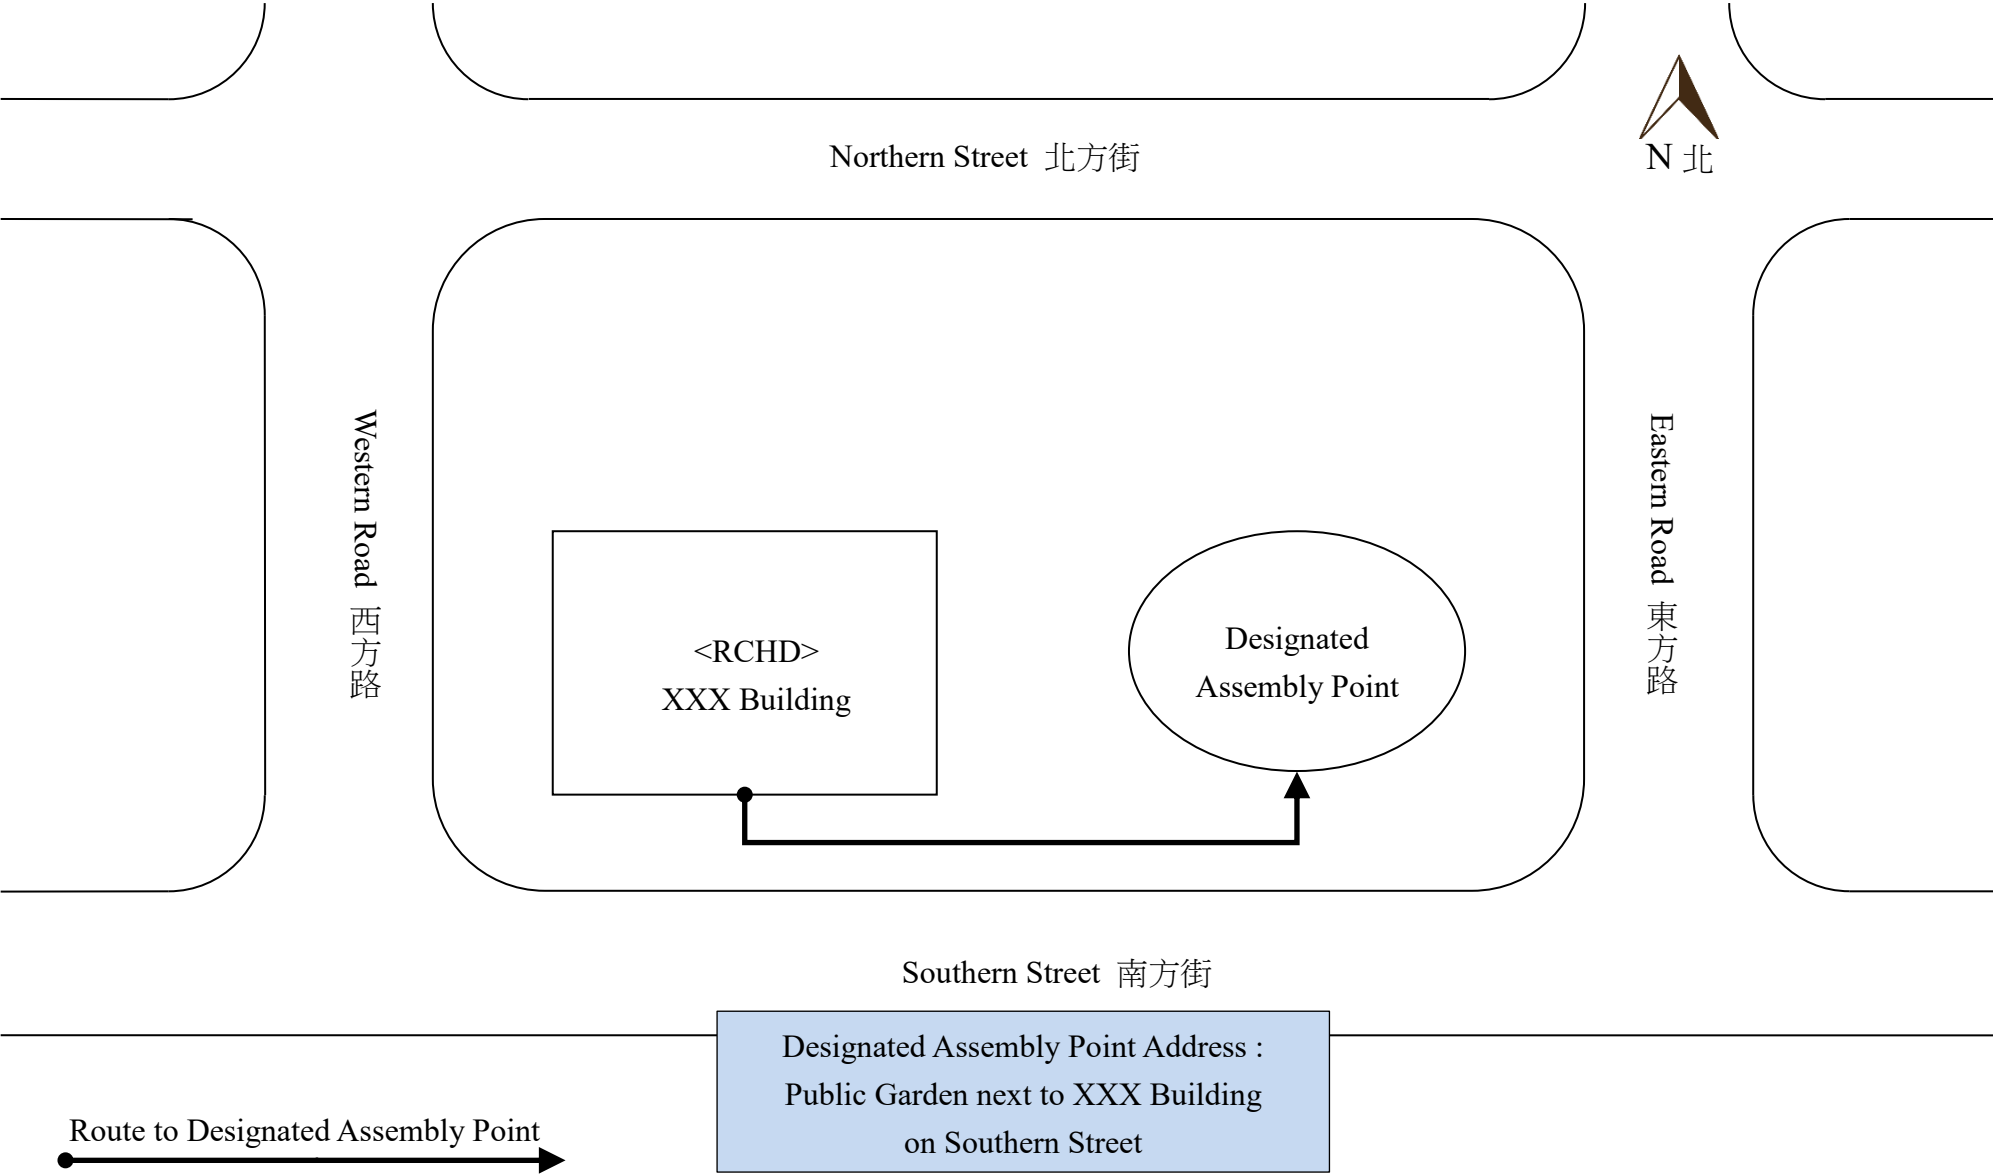 Northern Street 北方街
N 北
Western Road 西方路
Eastern Road 東方路
<RCHD>
XXX Building
Designated
Assembly Point
Southern Street 南方街
Designated Assembly Point Address :
Public Garden next to XXX Building
on Southern Street
Route to Designated Assembly Point